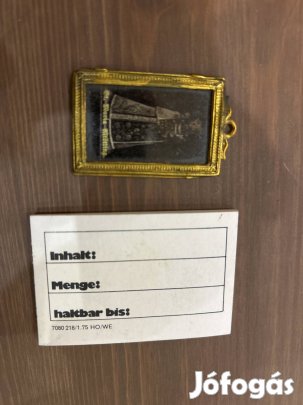 Inhalt:
Menge:
haltbar bis:
7080 218/1.75 HO/WE
Jófogás